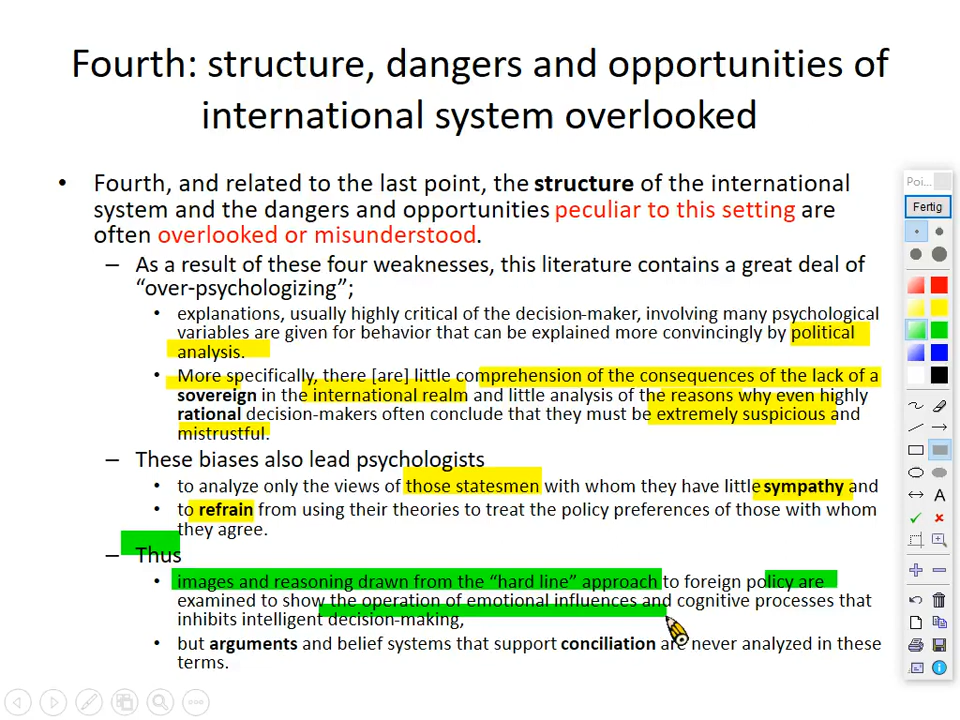 Fourth: structure, dangers and opportunities of
international system overlooked
• Fourth, and related to the last point, the structure of the international
system and the dangers and opportunities peculiar to this setting are
often overlooked or misunderstood.
– As a result of these four weaknesses, this literature contains a great deal of
“over-psychologizing”;
• explanations, usually highly critical of the decision-maker, involving many psychological
variables are given for behavior that can be explained more convincingly by political
analysis.
• More specifically, there [are] little comprehension of the consequences of the lack of a
sovereign in the international realm and little analysis of the reasons why even highly
rational decision-makers often conclude that they must be extremely suspicious and
mistrustful.
– These biases also lead psychologists
• to analyze only the views of those statesmen with whom they have little sympathy and
• to refrain from using their theories to treat the policy preferences of those with whom
they agree.
– Thus
• images and reasoning drawn from the “hard line” approach to foreign policy are
examined to show the operation of emotional influences and cognitive processes that
inhibits intelligent decision-making,
• but arguments and belief systems that support conciliation are never analyzed in these
terms.
Poi...
Fertig
A